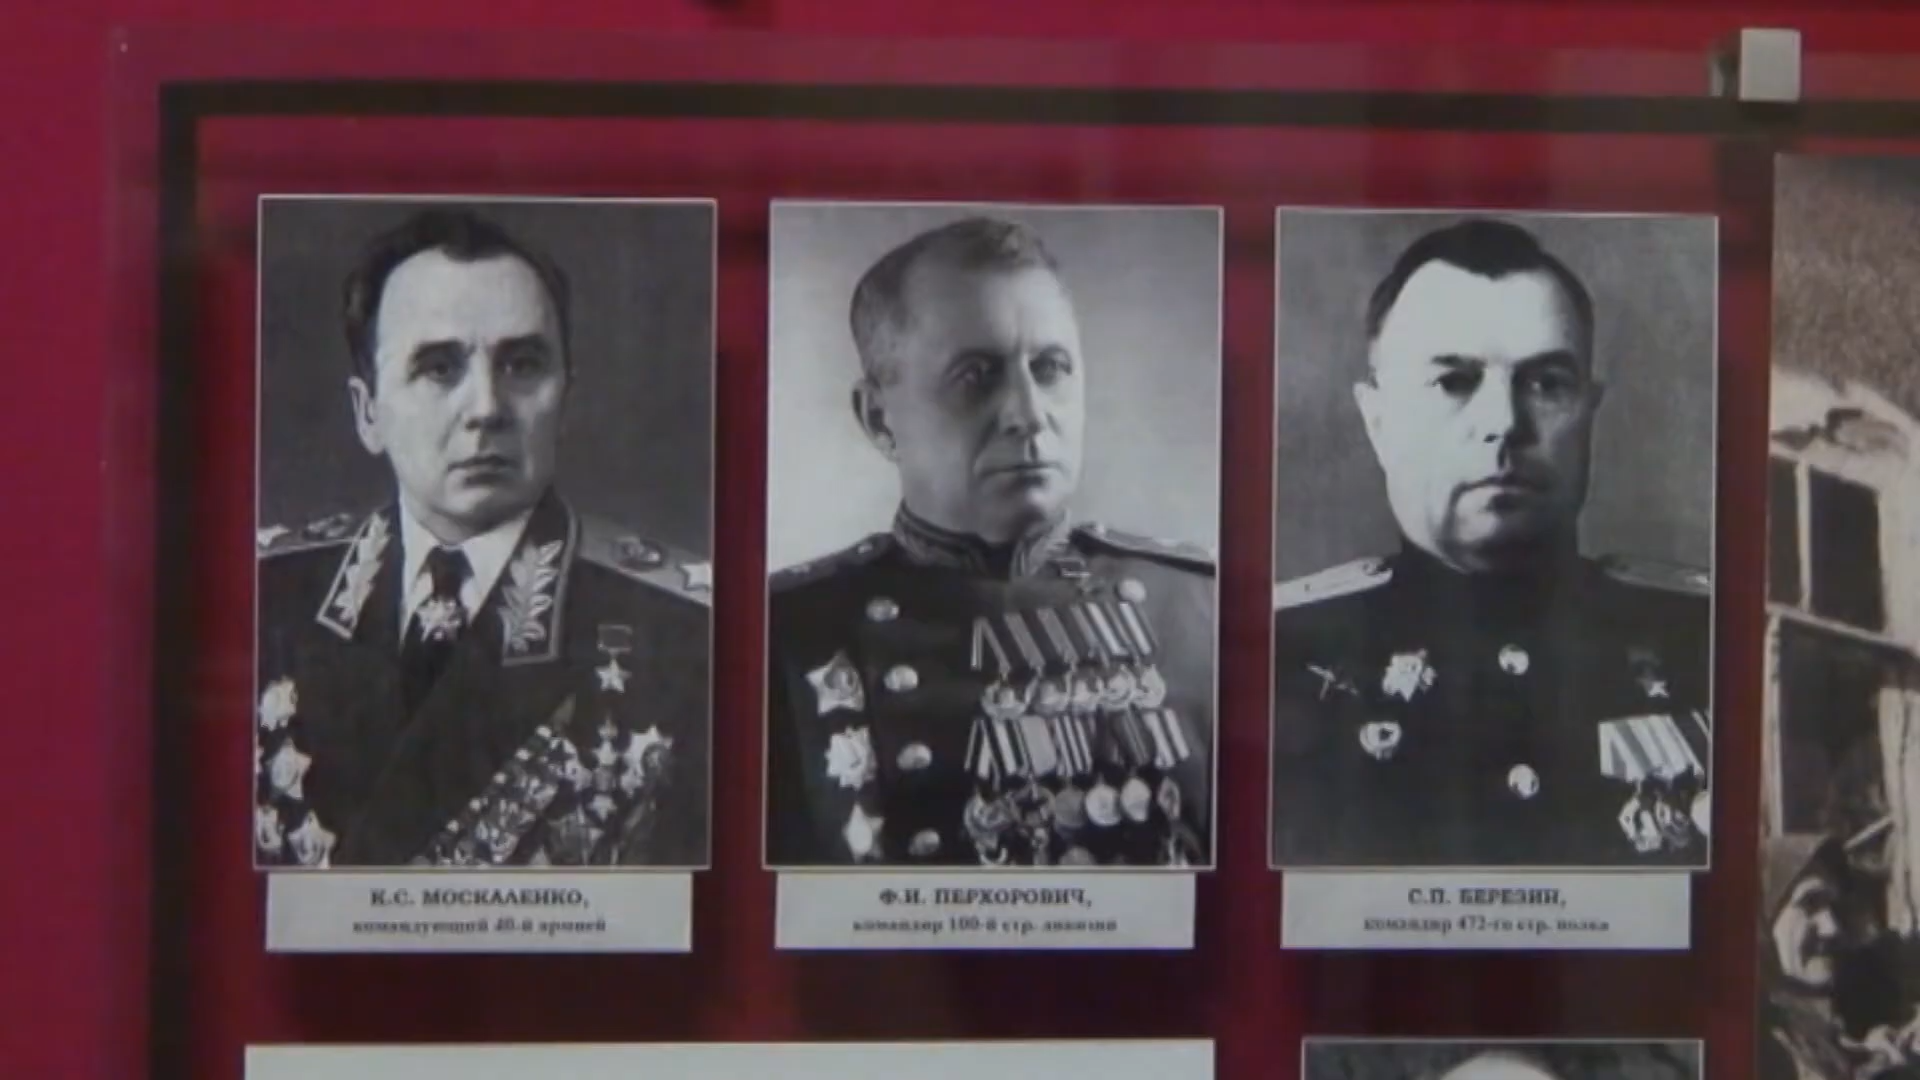 К.С. МОСКАЛЕНКО,
командующий 40-й армией
Ф.И. ПЕРХОРОВИЧ,
командир 100-й стр. дивизии
С.П. БЕРЕЗИН,
командир 472-го стр. полка